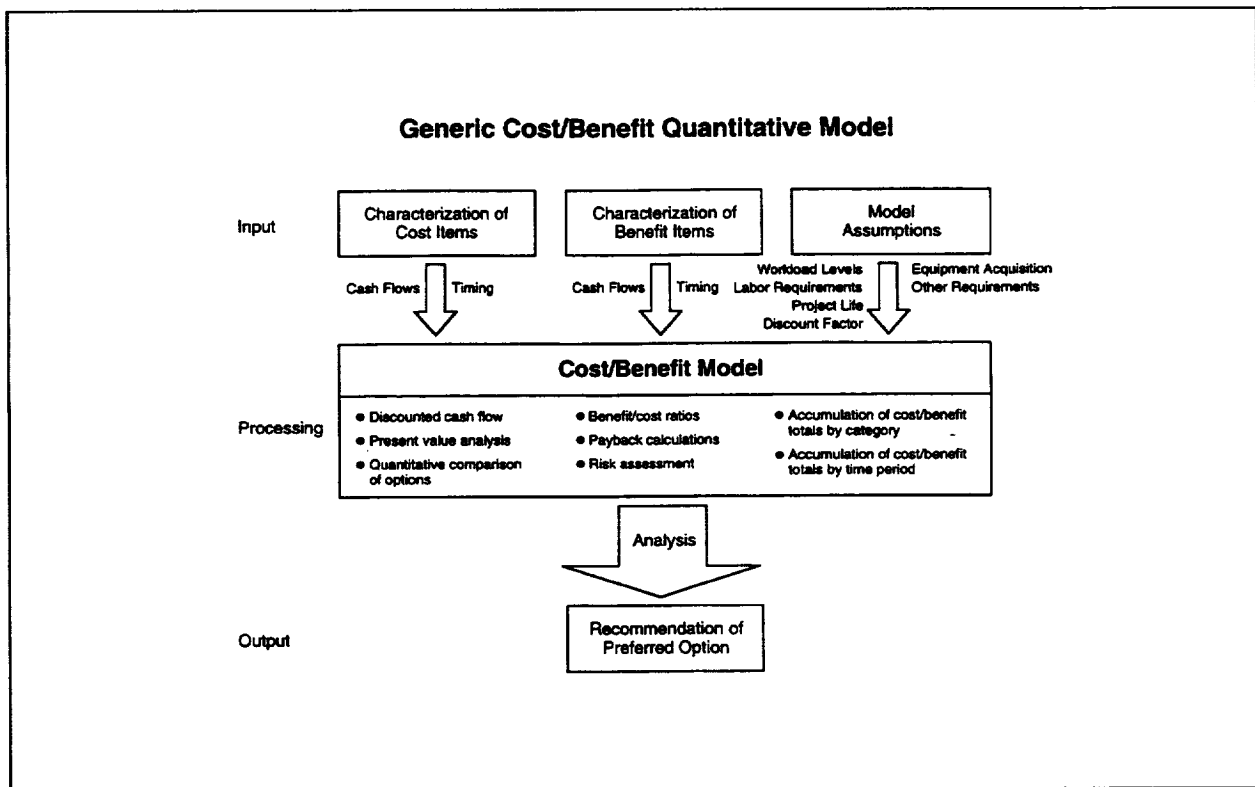 Generic Cost/Benefit Quantitative Model
Input
Characterization of
Cost Items
Characterization of
Benefit Items
Model
Assumptions
Cash Flows
Timing
Cash Flows
Timing
Workload Levels
Labor Requirements
Project Life
Discount Factor
Equipment Acquisition
Other Requirements
Processing
Cost/Benefit Model
● Discounted cash flow
● Present value analysis
● Quantitative comparison
of options
● Benefit/cost ratios
● Payback calculations
● Risk assessment
● Accumulation of cost/benefit
totals by category
● Accumulation of cost/benefit
totals by time period
Analysis
Output
Recommendation of
Preferred Option